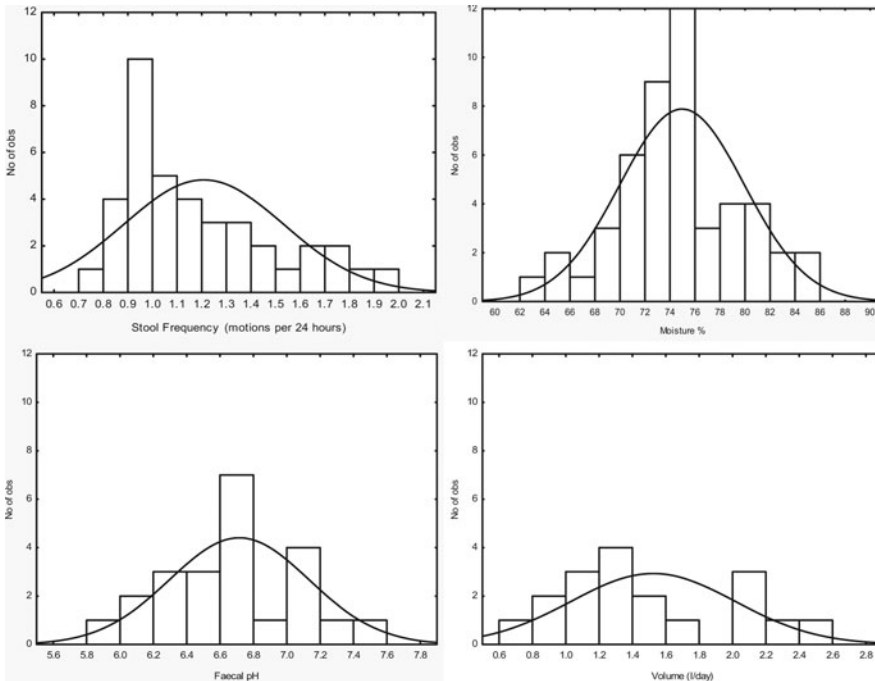 12
10
8
6
4
2
0
No of obs
0.6 0.7 0.8 0.9 1.0 1.1 1.2 1.3 1.4 1.5 1.6 1.7 1.8 1.9 2.0 2.1
Stool Frequency (motions per 24 hours)
12
10
8
6
4
2
0
No of obs
60 62 64 66 68 70 72 74 76 78 80 82 84 86 88 90
Moisture %
12
10
8
6
4
2
0
No of obs
5.6 5.8 6.0 6.2 6.4 6.6 6.8 7.0 7.2 7.4 7.6 7.8
Faecal pH
12
10
8
6
4
2
0
No of obs
0.6 0.8 1.0 1.2 1.4 1.6 1.8 2.0 2.2 2.4 2.6 2.8
Volume (l/day)